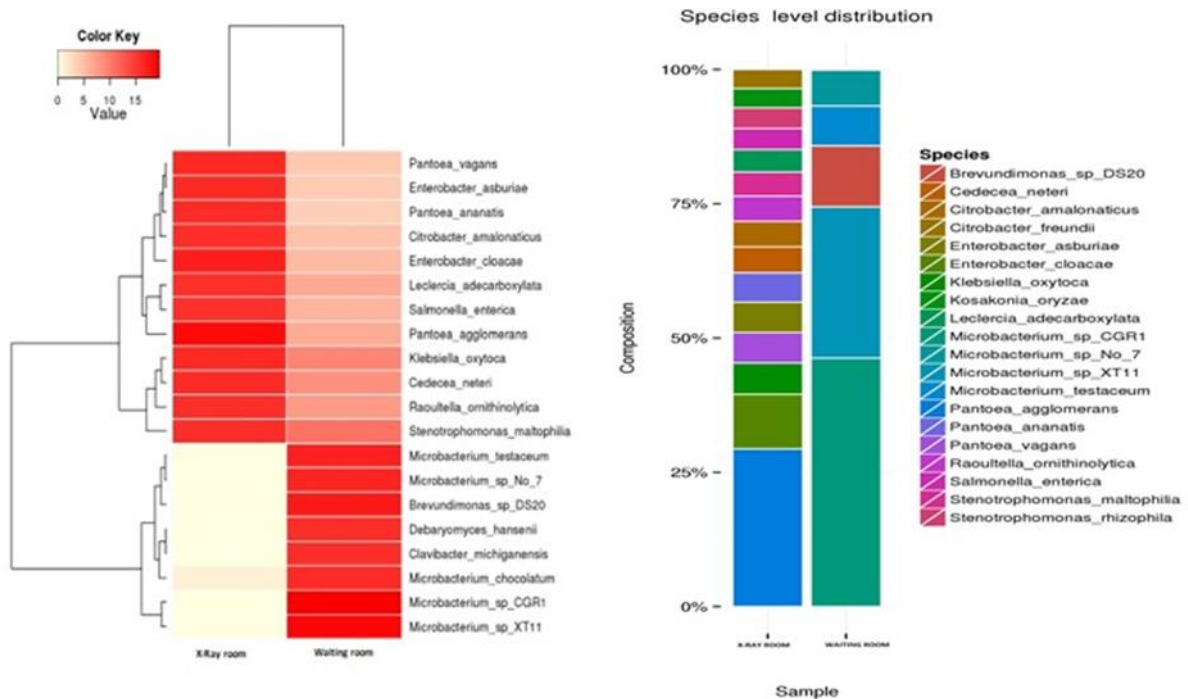 Color Key
0 5 10 15
Value
Pantoea_vagans
Enterobacter_asburiae
Pantoea_ananatis
Citrobacter_amalonaticus
Enterobacter_cloacae
Leclercia_adecarboxylata
Salmonella_enterica
Pantoea_agglomerans
Klebsiella_oxytoca
Cedecea_neteri
Raoultella_ornithinolytica
Stenotrophomonas_maltophilia
Microbacterium_testaceum
Microbacterium_sp_No_7
Brevundimonas_sp_DS20
Debaryomyces_hansenii
Clavibacter_michiganensis
Microbacterium_chocolatum
Microbacterium_sp_CGR1
Microbacterium_sp_XT11
X-Ray room Waiting room
Species level distribution
100%
75%
50%
25%
0%
Composition
X-RAY ROOM WAITING ROOM
Sample
Species
Brevundimonas_sp_DS20
Cedecea_neteri
Citrobacter_amalonaticus
Citrobacter_freundii
Enterobacter_asburiae
Enterobacter_cloacae
Klebsiella_oxytoca
Kosakonia_oryzae
Leclercia_adecarboxylata
Microbacterium_sp_CGR1
Microbacterium_sp_No_7
Microbacterium_sp_XT11
Microbacterium_testaceum
Pantoea_agglomerans
Pantoea_ananatis
Pantoea_vagans
Raoultella_ornithinolytica
Salmonella_enterica
Stenotrophomonas_maltophilia
Stenotrophomonas_rhizophila